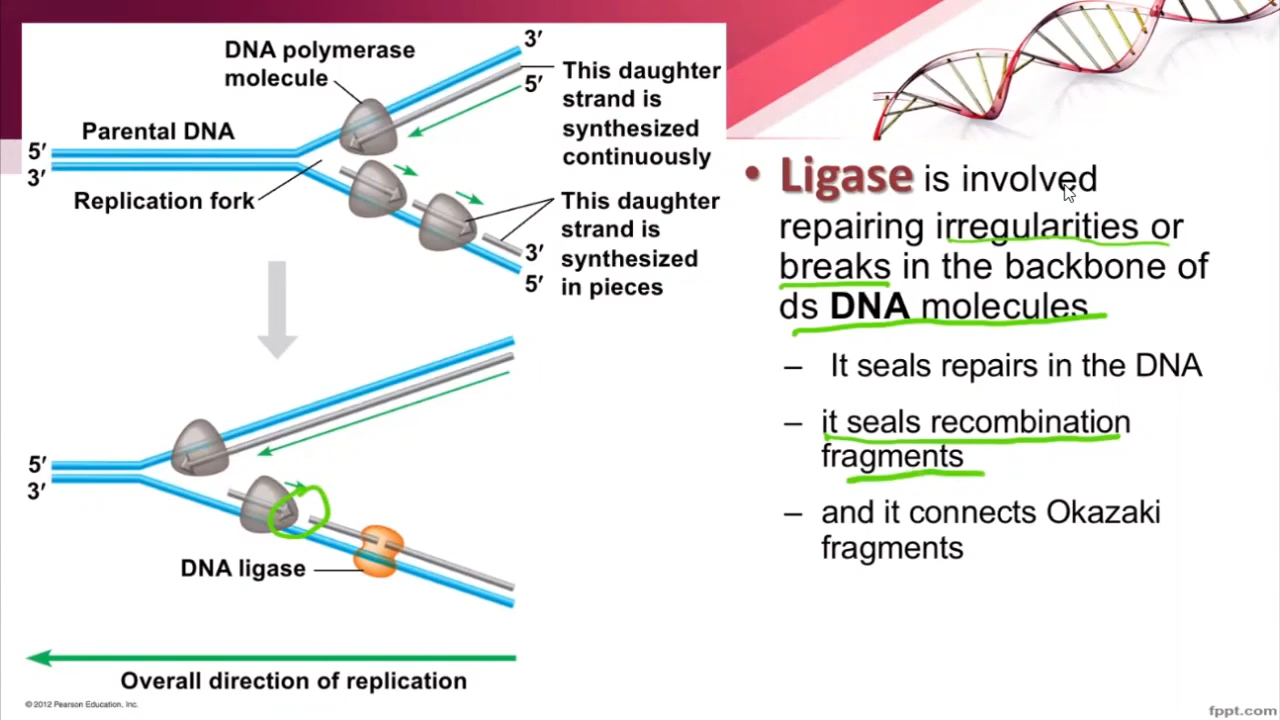 DNA polymerase
molecule
3′
5′
This daughter
strand is
synthesized
continuously
Parental DNA
5′
3′
Replication fork
This daughter
strand is
synthesized
in pieces
3′
5′
5′
3′
DNA ligase
Overall direction of replication
© 2012 Pearson Education, Inc.
• Ligase is involved
repairing irregularities or
breaks in the backbone of
ds DNA molecules
– It seals repairs in the DNA
– it seals recombination
fragments
– and it connects Okazaki
fragments
fppt.com